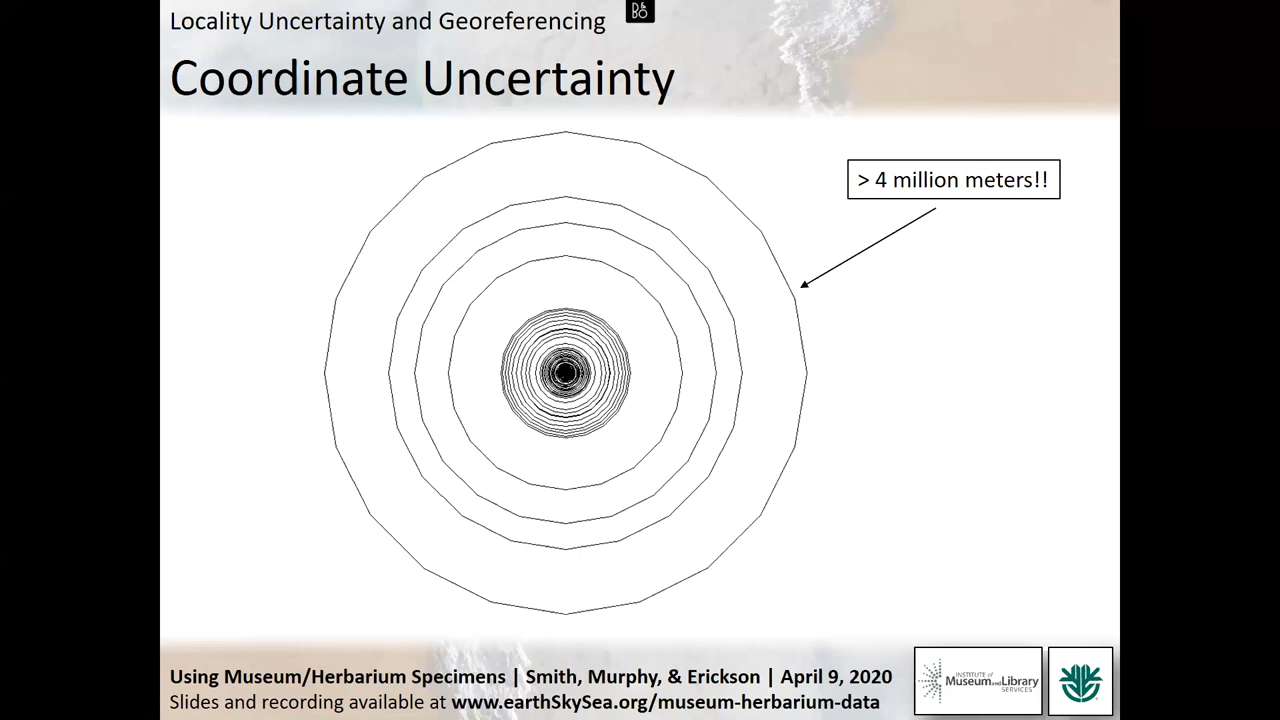 Locality Uncertainty and Georeferencing
B&BO
Coordinate Uncertainty
> 4 million meters!!
Using Museum/Herbarium Specimens | Smith, Murphy, & Erickson | April 9, 2020
Slides and recording available at www.earthSkySea.org/museum-herbarium-data
INSTITUTE of
Museum and Library
SERVICES